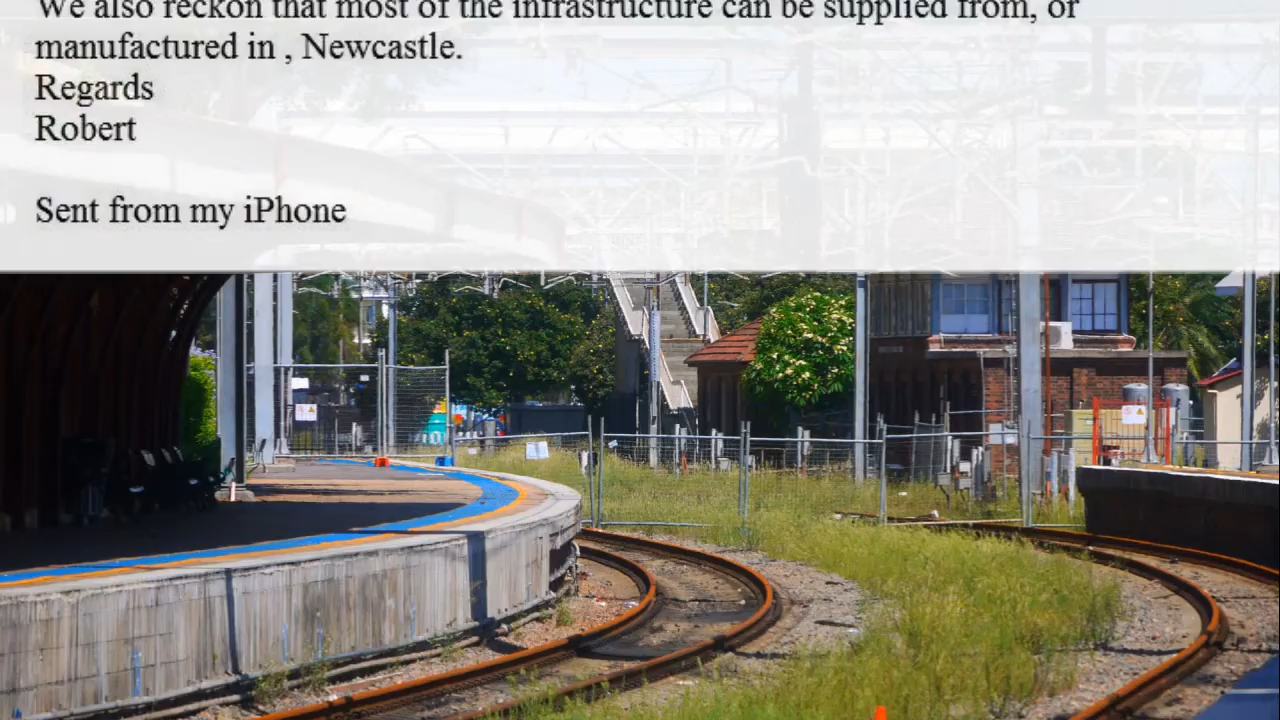 We also reckon that most of the infrastructure can be supplied from, or
manufactured in , Newcastle.
Regards
Robert
Sent from my iPhone